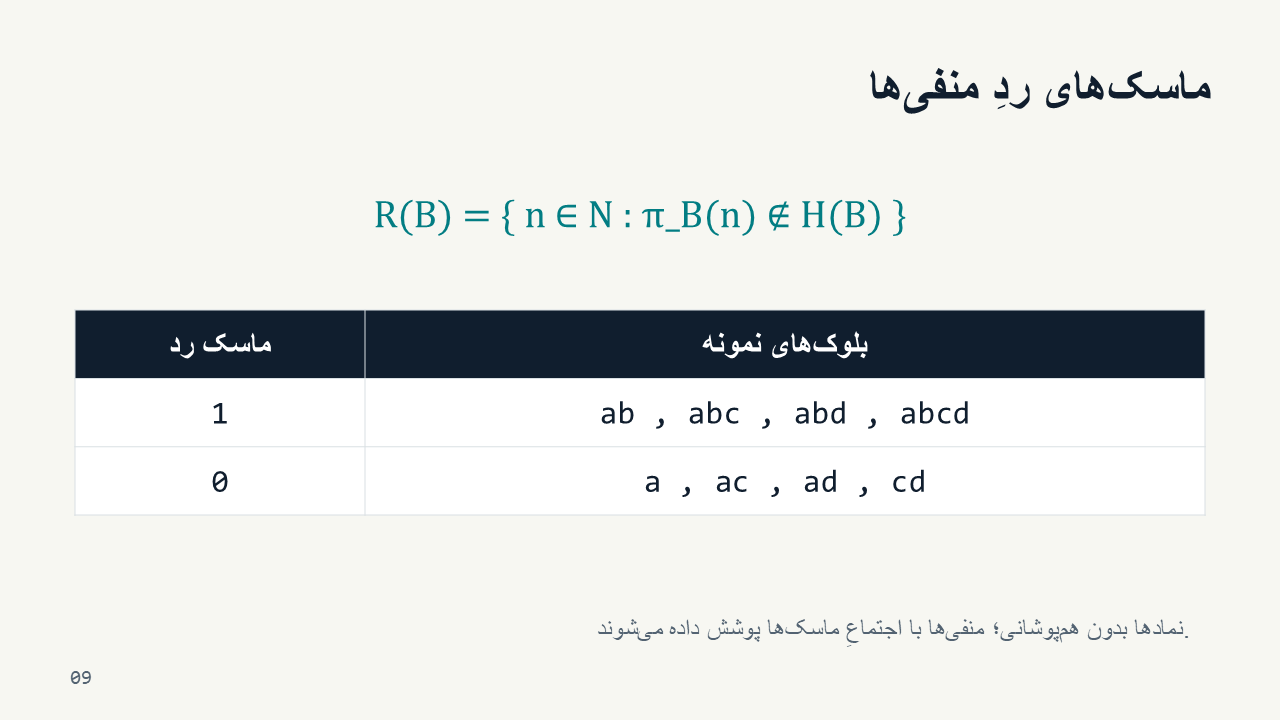 ماسک‌های ردِ منفی‌ها
R(B) = { n ∈ N : π_B(n) ∉ H(B) }
بلوک‌های نمونه ماسک رد
ab , abc , abd , abcd 1
a , ac , ad , cd 0
نمادها بدون هم‌پوشانی؛ منفی‌ها با اجتماعِ ماسک‌ها پوشش داده می‌شوند.
09